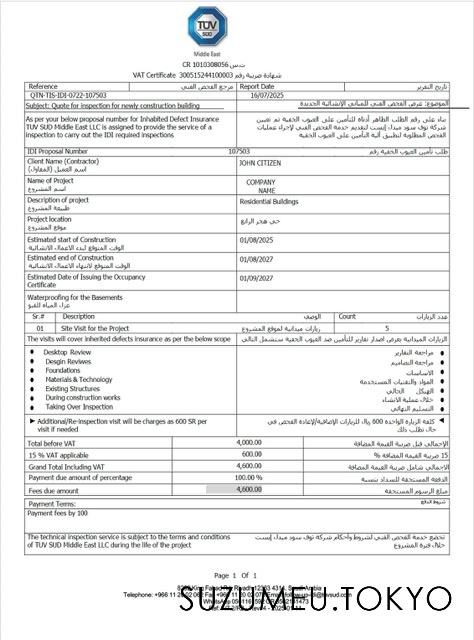 TUV
SUD
Middle East
CR 1010308056 ت.س
VAT Certificate 300515244100003 شهادة ضريبة رقم
Reference مرجع الفحص الفني Report Date تاريخ التقرير
QTN-TIS-IDI-0722-107503 16/07/2025
Subject: Quote for inspection for newly construction building الموضوع: عرض الفحص الفني للمباني الإنشائية الجديدة
As per your below proposal number for Inhabited Defect Insurance
TUV SUD Middle East LLC is assigned to provide the service of a
inspection to carry out the IDI required inspections
بناء على رقم الطلب الظاهر أدناه للتأمين على العيوب الخفية تم تعيين
شركة توف سود ميدل إيست لتقديم خدمة الفحص الفني لإجراء عمليات
الفحص المطلوبة لتطبيق آلية التأمين على العيوب الخفية
IDI Proposal Number 107503 طلب تأمين العيوب الخفية رقم
Client Name (Contractor) JOHN CITIZEN
اسم العميل (المقاول)
Name of Project COMPANY
NAME
اسم المشروع
Description of project Residential Buildings
طبيعة المشروع
Project location حي هجر الرابع
موقع المشروع
Estimated start of Construction 01/08/2025
الوقت المتوقع لبدء الاعمال الانشائية
Estimated end of Construction 01/08/2027
الوقت المتوقع لانتهاء الاعمال الانشائية
Estimated Date of Issuing the Occupancy 01/09/2027
Certificate
Waterproofing for the Basements
عزل المياه للقبو
Sr.# Description الوصف Count عدد الزيارات
01 Site Visit for the Project زيارات ميدانية لموقع المشروع 5
The visits will cover inherited defects insurance as per the below scope الزيارات الميدانية بغرض اصدار تقارير للتأمين ضد العيوب الخفية ستشمل التالي
Desktop Review مراجعة التقارير
Desgin Reviwes مراجعة التصاميم
Foundations الاساسات
Materials & Technology المواد والتقنيات المستخدمة
Existing Structures الهيكل الحالي
During construction works خلال عملية الانشاء
Taking Over Inspection التسليم النهائي
Additional/Re-Inspection visit will be charges as 600 SR per
visit if needed
كلفة الزيارة الواحدة 600 ريال للزيارات الإضافية/لإعادة الفحص في
حال تطلب ذلك
Total before VAT 4,000.00 الإجمالي قبل ضريبة القيمة المضافة
15 % VAT applicable 600.00 15 ضريبة القيمة المضافة %
Grand Total Including VAT 4,600.00 الاجمالي شامل ضريبة القيمة المضافة
Payment due amount of percentage 100.00 % الدفعة المستحقة للسداد بنسبة
Fees due amount 4,600.00 مبلغ الرسوم المستحقة
Payment Terms: شروط الدفع
Payment fees by 100
The technical inspection service is subject to the terms and conditions
of TUV SUD Middle East LLC during the life of the project
تخضع خدمة الفحص الفني لشروط واحكام شركة توف سود ميدل إيست
خلال فترة المشروع
Page 1 Of 1
Telephone: +966 11
SUZU.MEU.TOKYO